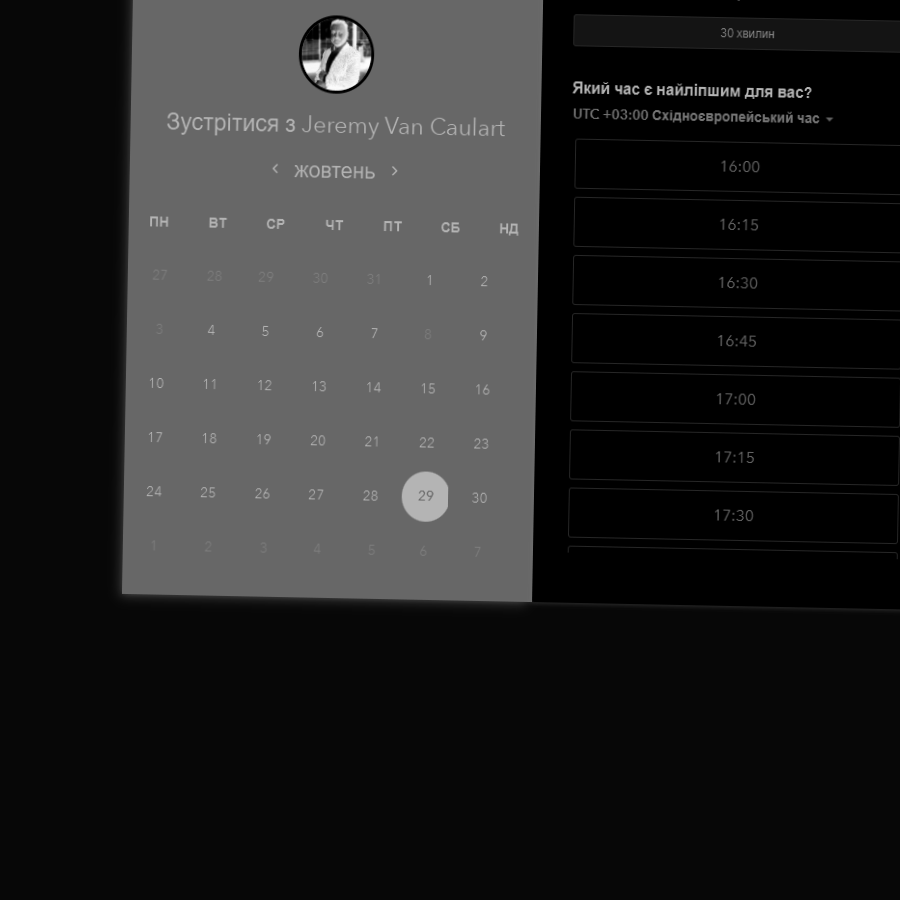 Зустрітися з Jeremy Van Caulart
жовтень
ПН ВТ СР ЧТ ПТ СБ НД
27 28 29 30 31 1 2
3 4 5 6 7 8 9
10 11 12 13 14 15 16
17 18 19 20 21 22 23
24 25 26 27 28 29 30
1 2 3 4 5 6 7
30 хвилин
Який час є найліпшим для вас?
UTC +03:00 Східноєвропейський час
16:00
16:15
16:30
16:45
17:00
17:15
17:30